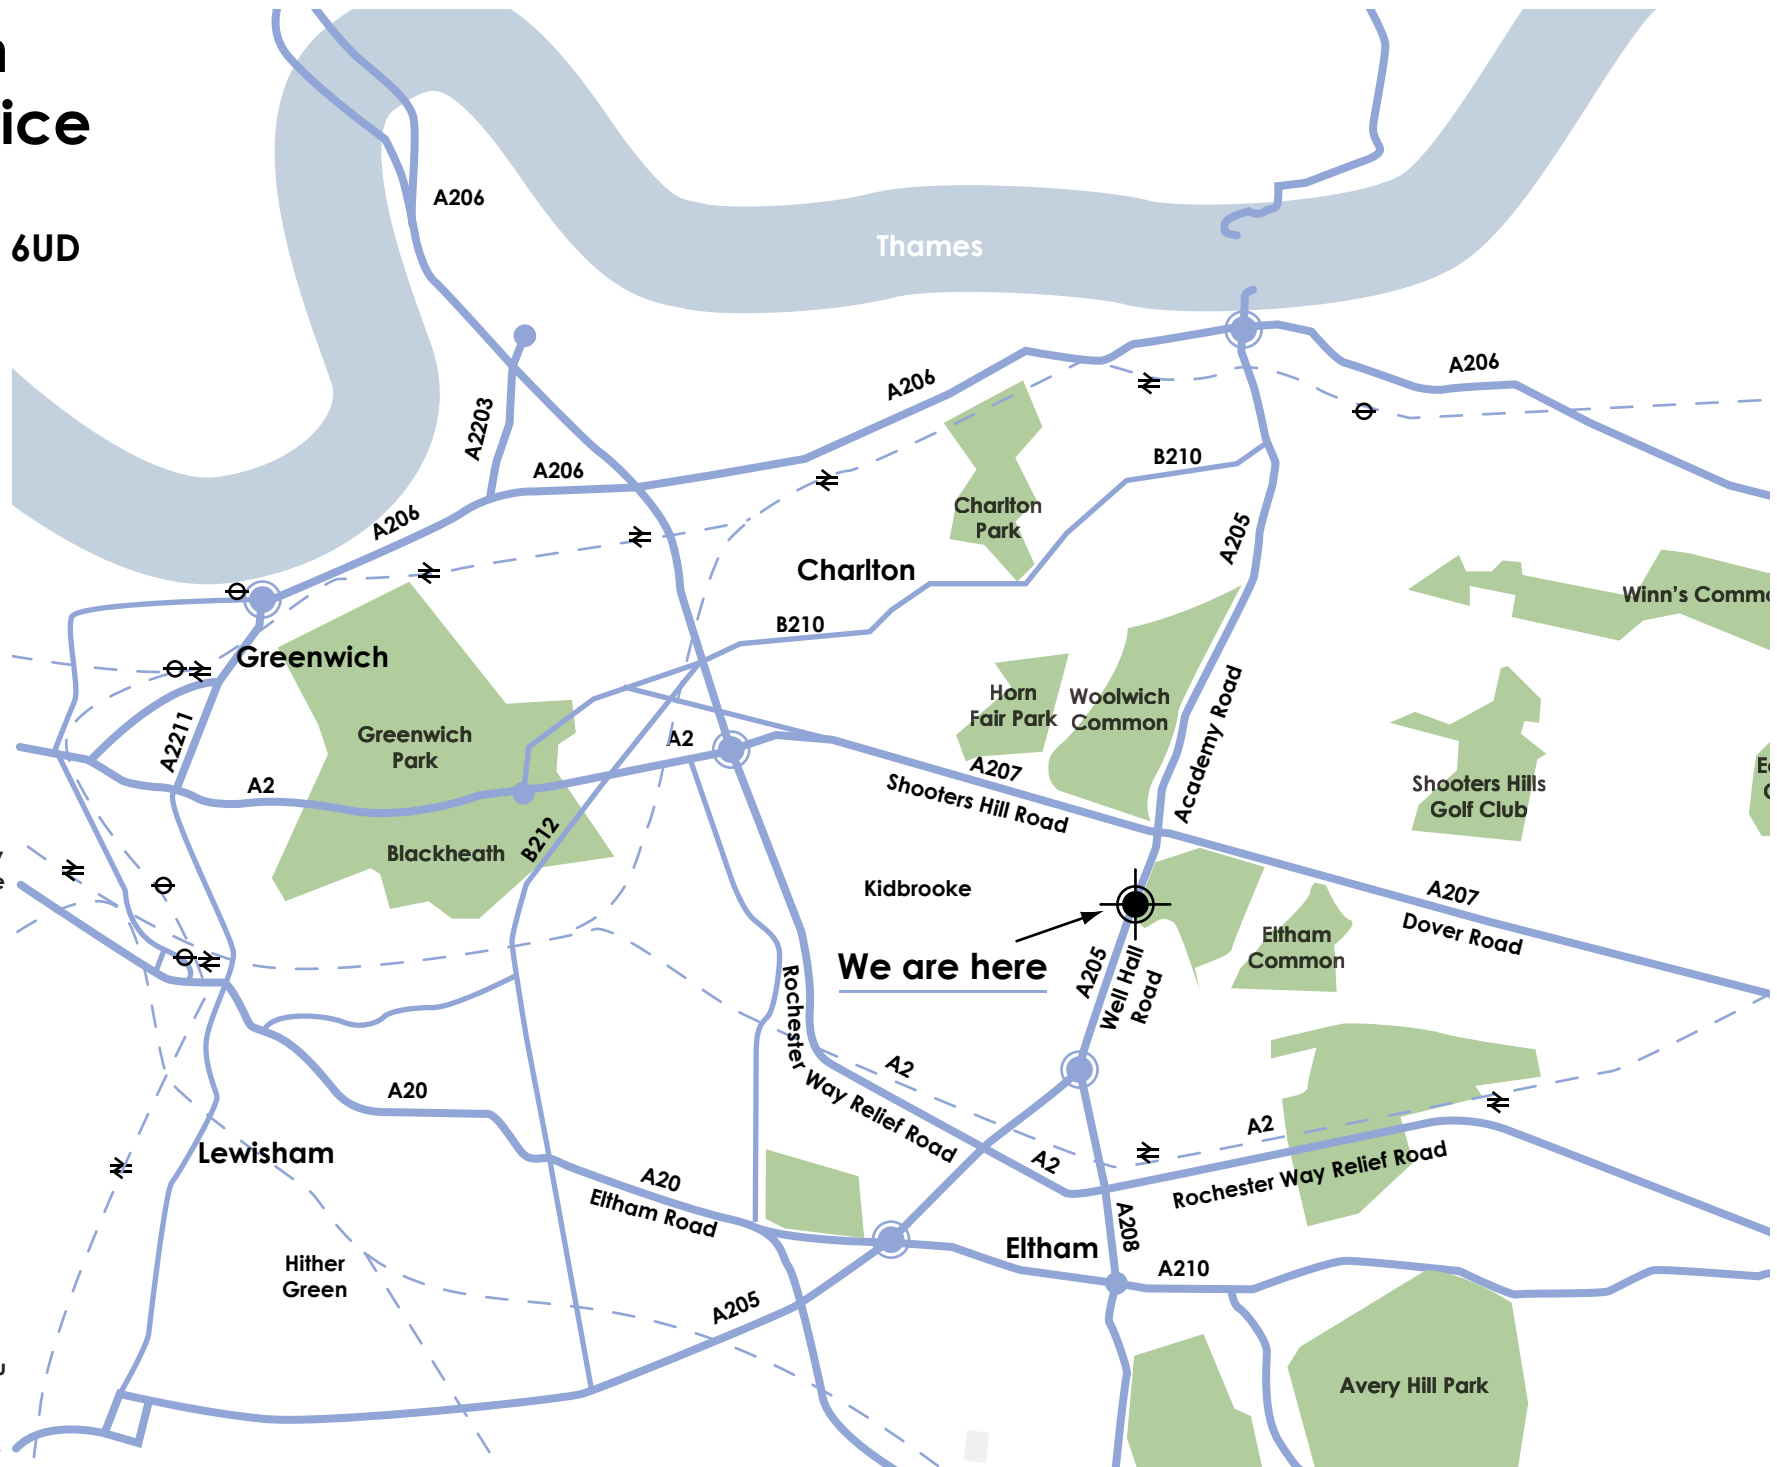 ice
6UD
A206
Thames
A206
A206
A2203
A206
B210
A206
Charlton
Park
A205
Charlton
Winn's Comm
B210
Greenwich
Horn
Fair Park
Woolwich
Common
Academy Road
A2211
Greenwich
Park
A2
A2
A207
Shooters Hill Road
Shooters Hills
Golf Club
B212
Blackheath
Kidbrooke
A207
Dover Road
Eltham
Common
We are here
A205
Well Hall
Road
Rochester Way Relief Road
A2
A20
A2
A2
Lewisham
Rochester Way Relief Road
A20
Eltham Road
A208
Eltham
A210
Hither
Green
A205
Avery Hill Park